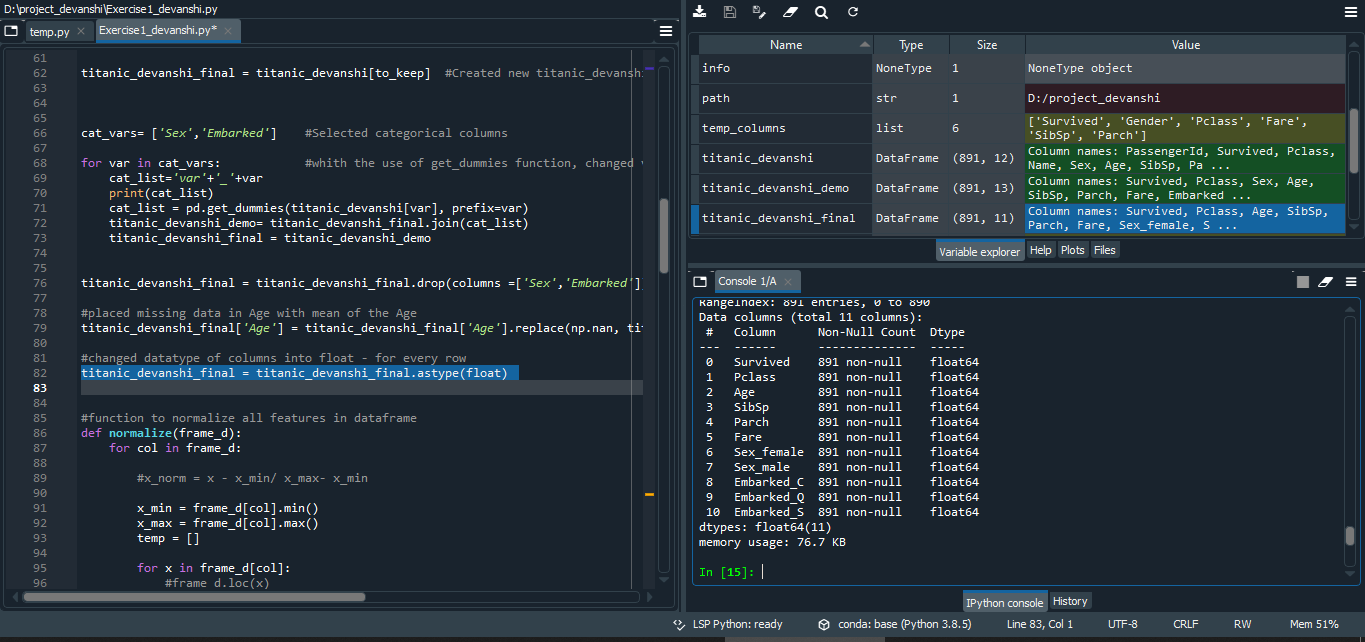 D:\project_devanshi\Exercise1_devanshi.py
temp.py
Exercise1_devanshi.py*
61
62 titanic_devanshi_final = titanic_devanshi[to_keep]  #Created new titanic_devansh
63
64
65
66 cat_vars= ['Sex','Embarked']    #Selected categorical columns
67
68 for var in cat_vars:            #whith the use of get_dummies function, changed
69     cat_list='var'+'_'+var
70     print(cat_list)
71     cat_list = pd.get_dummies(titanic_devanshi[var], prefix=var)
72     titanic_devanshi_demo= titanic_devanshi_final.join(cat_list)
73     titanic_devanshi_final = titanic_devanshi_demo
74
75
76 titanic_devanshi_final = titanic_devanshi_final.drop(columns =['Sex','Embarked']
77
78 #placed missing data in Age with mean of the Age
79 titanic_devanshi_final['Age'] = titanic_devanshi_final['Age'].replace(np.nan, ti
80
81 #changed datatype of columns into float - for every row
82 titanic_devanshi_final = titanic_devanshi_final.astype(float)
83
84
85 #function to normalize all features in dataframe
86 def normalize(frame_d):
87     for col in frame_d:
88
89         #x_norm = x - x_min/ x_max- x_min
90
91         x_min = frame_d[col].min()
92         x_max = frame_d[col].max()
93         temp = []
94
95         for x in frame_d[col]:
96             #frame d.loc(x)
Name Type Size Value
info NoneType 1 NoneType object
path str 1 D:/project_devanshi
temp_columns list 6 ['Survived', 'Gender', 'Pclass', 'Fare',
'SibSp', 'Parch']
titanic_devanshi DataFrame (891, 12) Column names: PassengerId, Survived, Pclass,
Name, Sex, Age, SibSp, Pa ...
titanic_devanshi_demo DataFrame (891, 13) Column names: Survived, Pclass, Sex, Age,
SibSp, Parch, Fare, Embarked ...
titanic_devanshi_final DataFrame (891, 11) Column names: Survived, Pclass, Age, SibSp,
Parch, Fare, Sex_female, S ...
Variable explorer Help Plots Files
Console 1/A
RangeIndex: 891 entries, 0 to 890
Data columns (total 11 columns):
 #   Column      Non-Null Count  Dtype
---  ------      --------------  -----
 0   Survived    891 non-null    float64
 1   Pclass      891 non-null    float64
 2   Age         891 non-null    float64
 3   SibSp       891 non-null    float64
 4   Parch       891 non-null    float64
 5   Fare        891 non-null    float64
 6   Sex_female  891 non-null    float64
 7   Sex_male    891 non-null    float64
 8   Embarked_C  891 non-null    float64
 9   Embarked_Q  891 non-null    float64
 10  Embarked_S  891 non-null    float64
dtypes: float64(11)
memory usage: 76.7 KB
In [15]:
IPython console History
LSP Python: ready conda: base (Python 3.8.5) Line 83, Col 1 UTF-8 CRLF RW Mem 51%